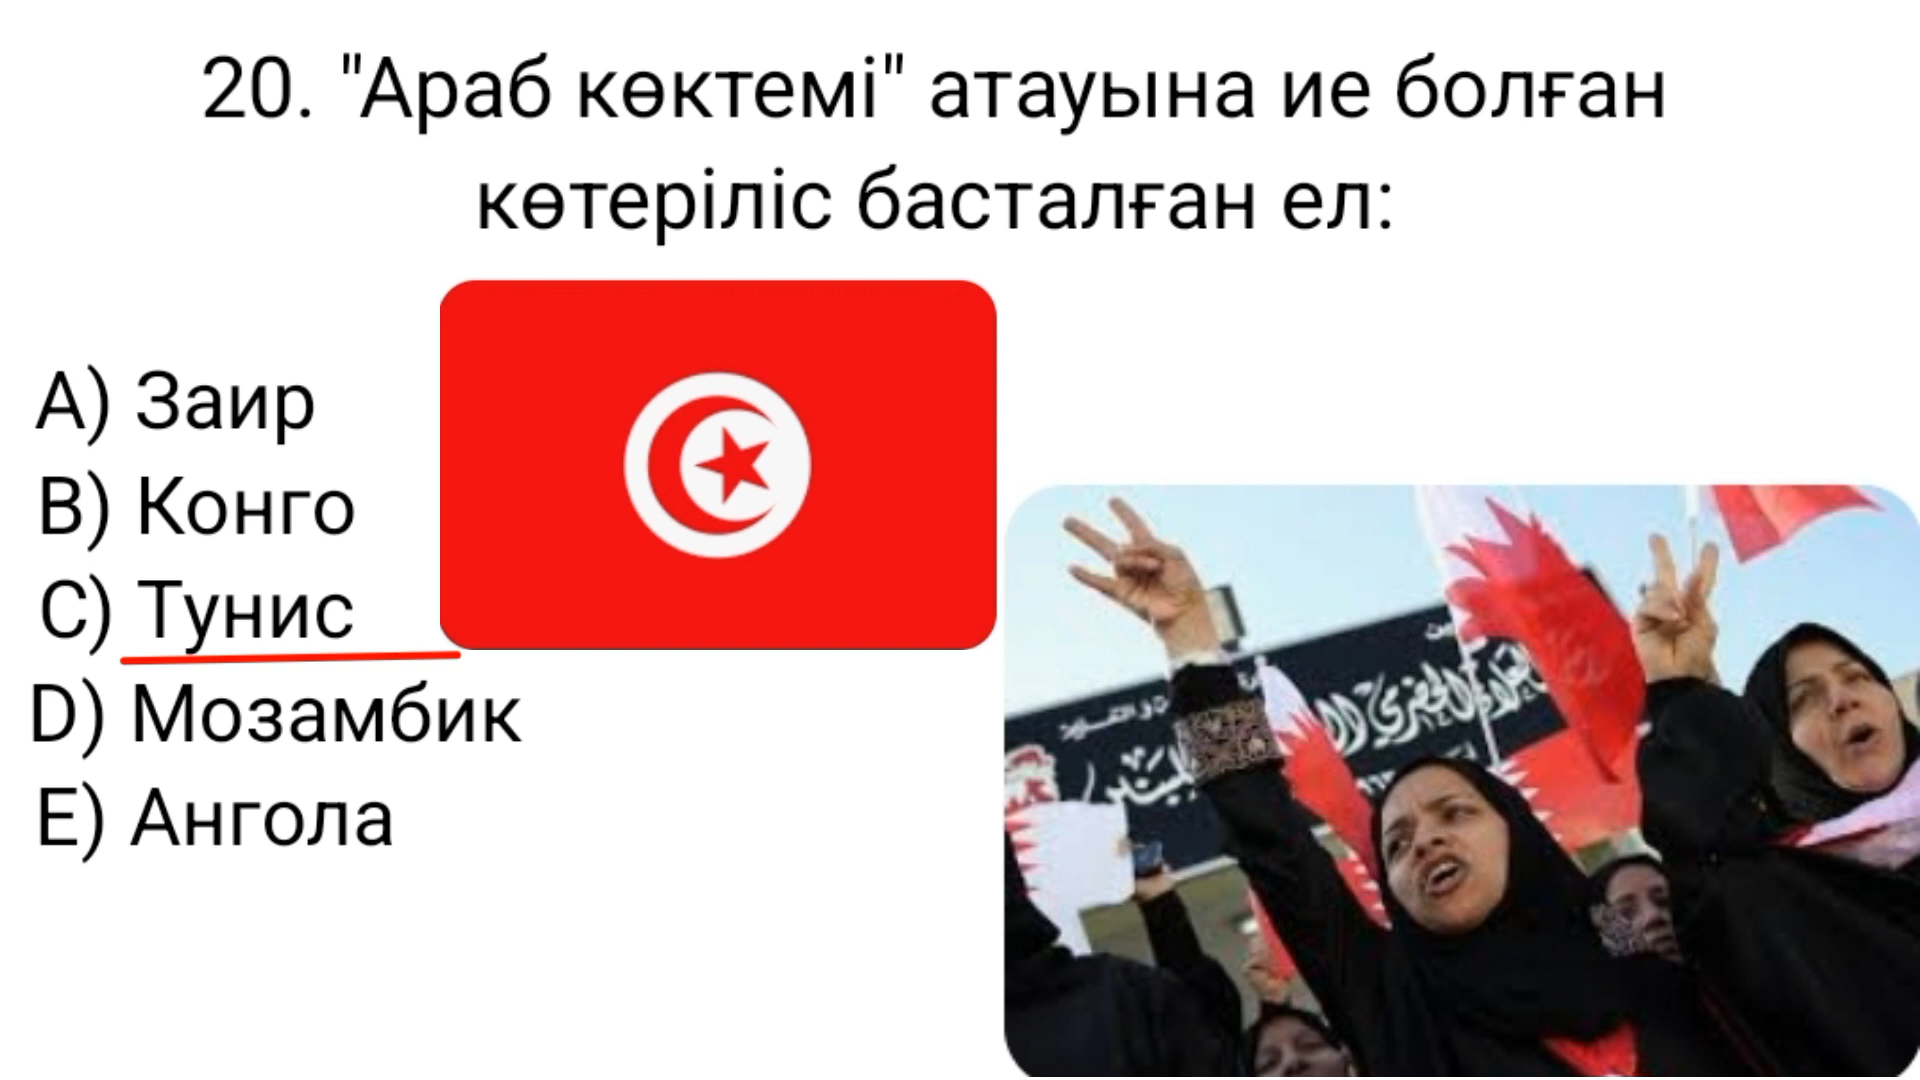 20. "Араб көктемі" атауына ие болған
көтеріліс басталған ел:
A) Заир
B) Конго
C) Тунис
D) Мозамбик
E) Ангола